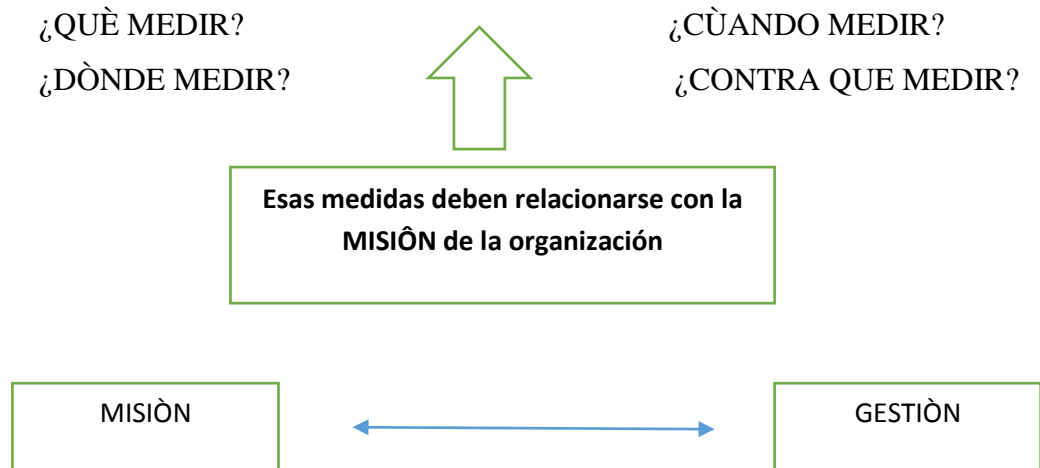 ¿QUÈ MEDIR?
¿CÙANDO MEDIR?
¿DÒNDE MEDIR?
¿CONTRA QUE MEDIR?
Esas medidas deben relacionarse con la
MISIÔN de la organización
MISIÒN
GESTIÒN